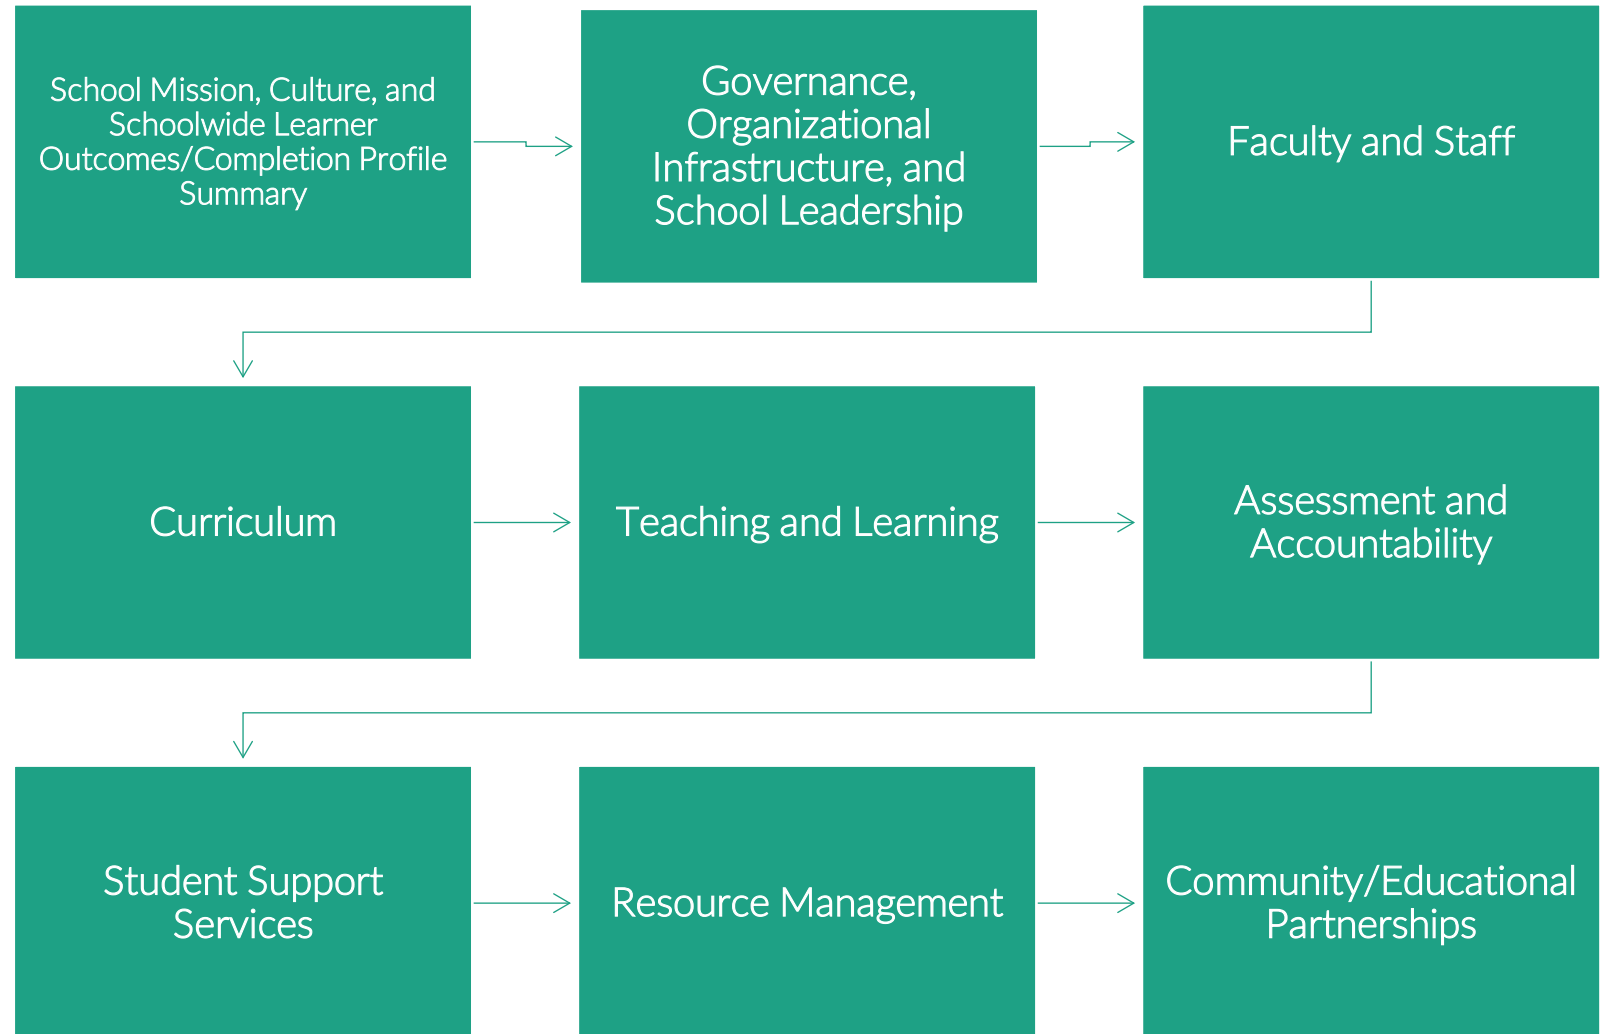 School Mission, Culture, and
Schoolwide Learner
Outcomes/Completion Profile
Summary
Governance,
Organizational
Infrastructure, and
School Leadership
Faculty and Staff
Curriculum
Teaching and Learning
Assessment and
Accountability
Student Support
Services
Resource Management
Community/Educational
Partnerships